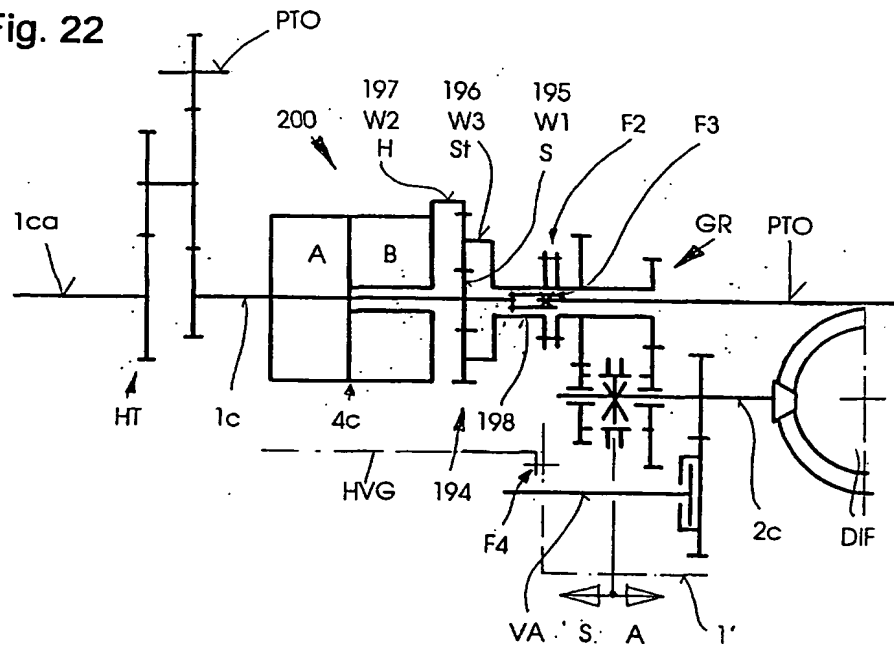 Fig. 22
PTO
197 196 195
W2 W3 W1 F2 F3
200 H St S
GR PTO
1ca
A B
HT 1c 4c 198
HVG 194
F4 2c DIF
VA S A 1'